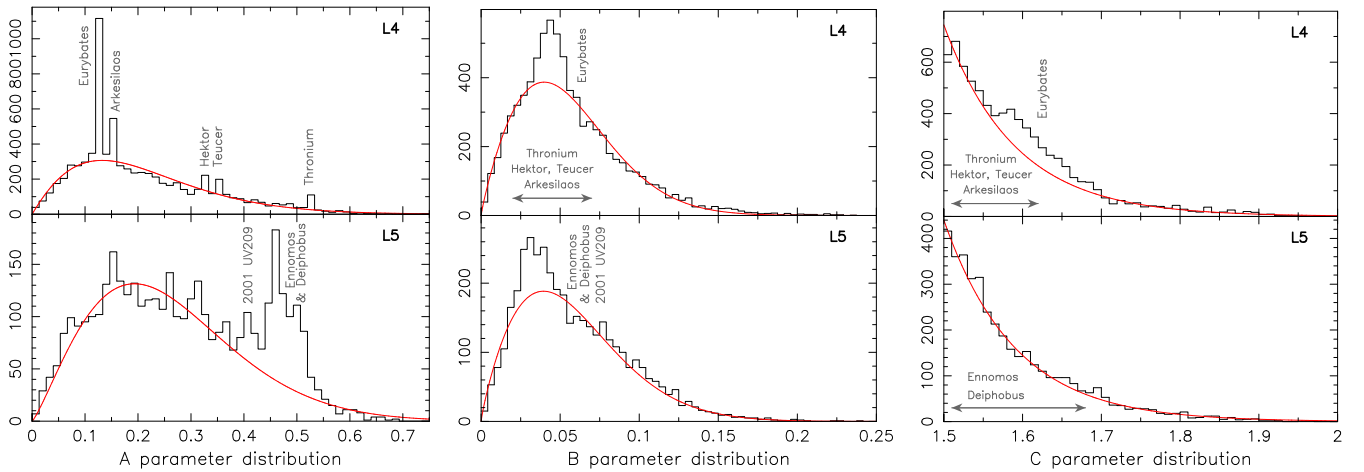 L4
Eurybates
Arkesilaos
Hektor
Teucer
Thronium
0
200
400
600
800
1000
L5
2001 UV209
Ennomos
& Deiphobus
0
50
100
150
0 0.1 0.2 0.3 0.4 0.5 0.6 0.7
A parameter distribution
L4
Eurybates
Thronium
Hektor, Teucer
Arkesilaos
0
200
400
L5
Ennomos
& Deiphobus
2001 UV209
0
100
200
0 0.05 0.1 0.15 0.2 0.25
B parameter distribution
L4
Eurybates
Thronium
Hektor, Teucer
Arkesilaos
0
200
400
600
L5
Ennomos
Deiphobus
0
100
200
300
400
1.5 1.6 1.7 1.8 1.9 2
C parameter distribution